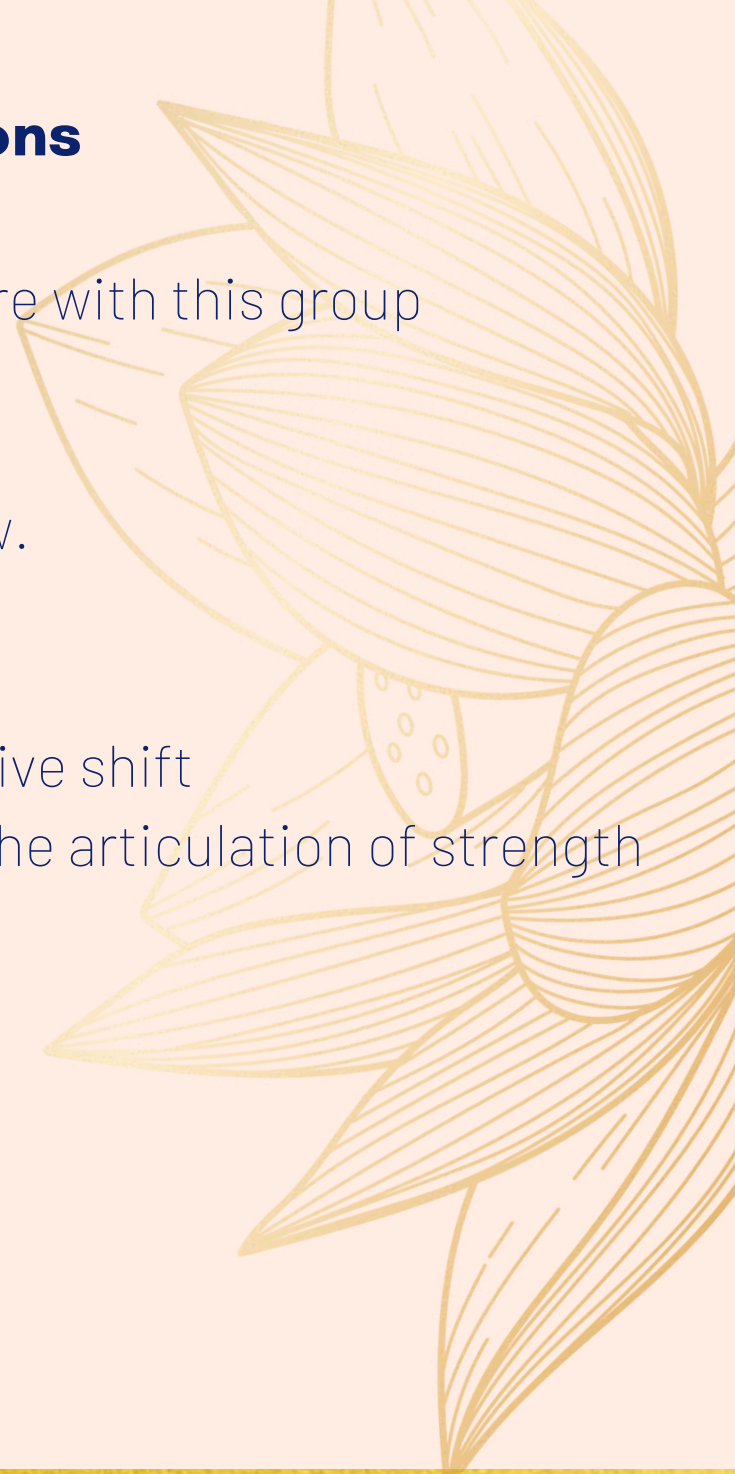 ons
re with this group
v.
ive shift
he articulation of strength